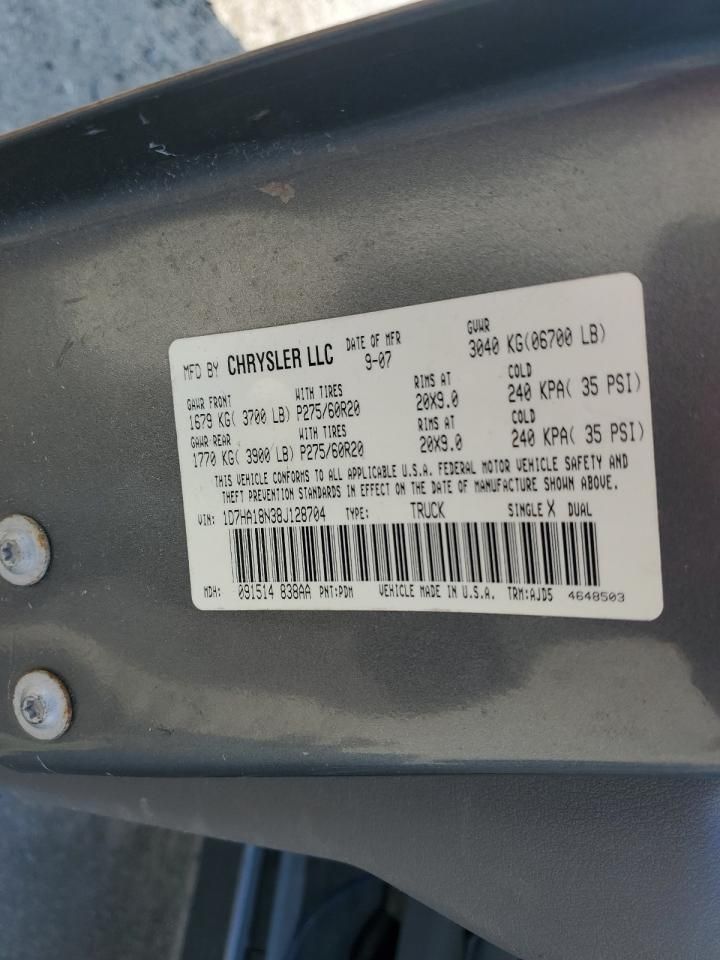 MFD BY CHRYSLER LLC DATE OF MFR 9-07 GVWR 3040 KG(06700 LB)
GAWR FRONT WITH TIRES RIMS AT COLD
1679 KG( 3700 LB) P275/60R20 20X9.0 240 KPA( 35 PSI)
GAWR REAR WITH TIRES RIMS AT COLD
1770 KG( 3900 LB) P275/60R20 20X9.0 240 KPA( 35 PSI)
THIS VEHICLE CONFORMS TO ALL APPLICABLE U.S.A. FEDERAL MOTOR VEHICLE SAFETY AND
THEFT PREVENTION STANDARDS IN EFFECT ON THE DATE OF MANUFACTURE SHOWN ABOVE.
VIN: 1D7HA18N38J128704 TYPE: TRUCK SINGLE X DUAL
MDH: 091514 838AA PNT:PDM VEHICLE MADE IN U.S.A. TRM:AJD5 4648503